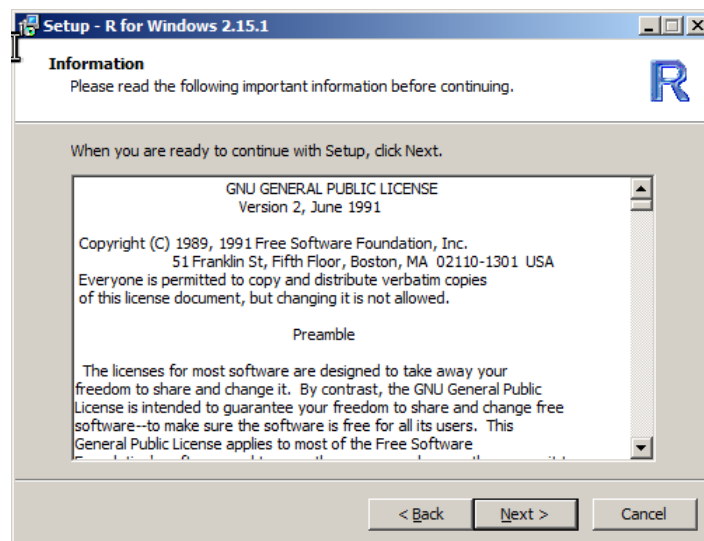 Setup - R for Windows 2.15.1
Information
Please read the following important information before continuing.
R
When you are ready to continue with Setup, click Next.
GNU GENERAL PUBLIC LICENSE
Version 2, June 1991
Copyright (C) 1989, 1991 Free Software Foundation, Inc.
51 Franklin St, Fifth Floor, Boston, MA 02110-1301 USA
Everyone is permitted to copy and distribute verbatim copies
of this license document, but changing it is not allowed.
Preamble
The licenses for most software are designed to take away your
freedom to share and change it. By contrast, the GNU General Public
License is intended to guarantee your freedom to share and change free
software--to make sure the software is free for all its users. This
General Public License applies to most of the Free Software
< Back
Next >
Cancel